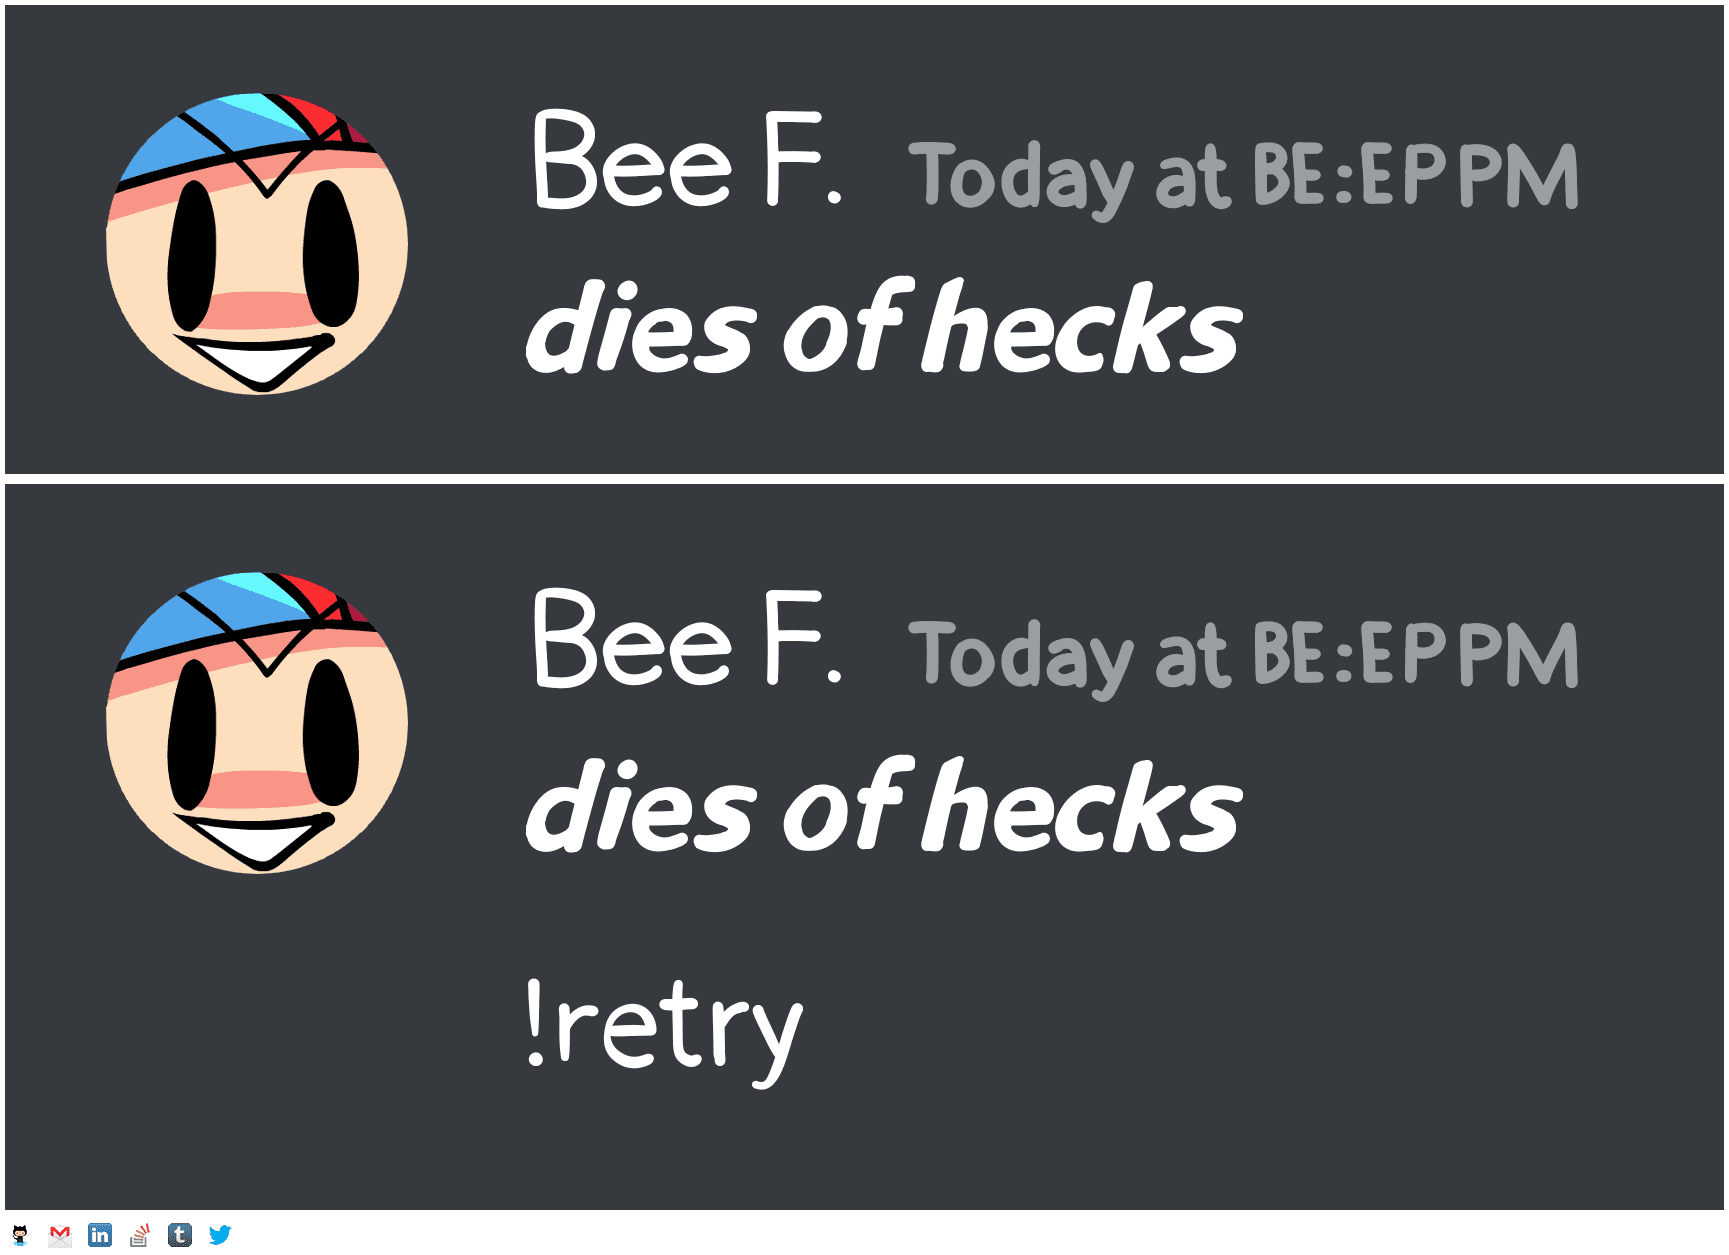 Bee F. Today at BE:EP PM
dies of hecks
Bee F. Today at BE:EP PM
dies of hecks
!retry
in
t